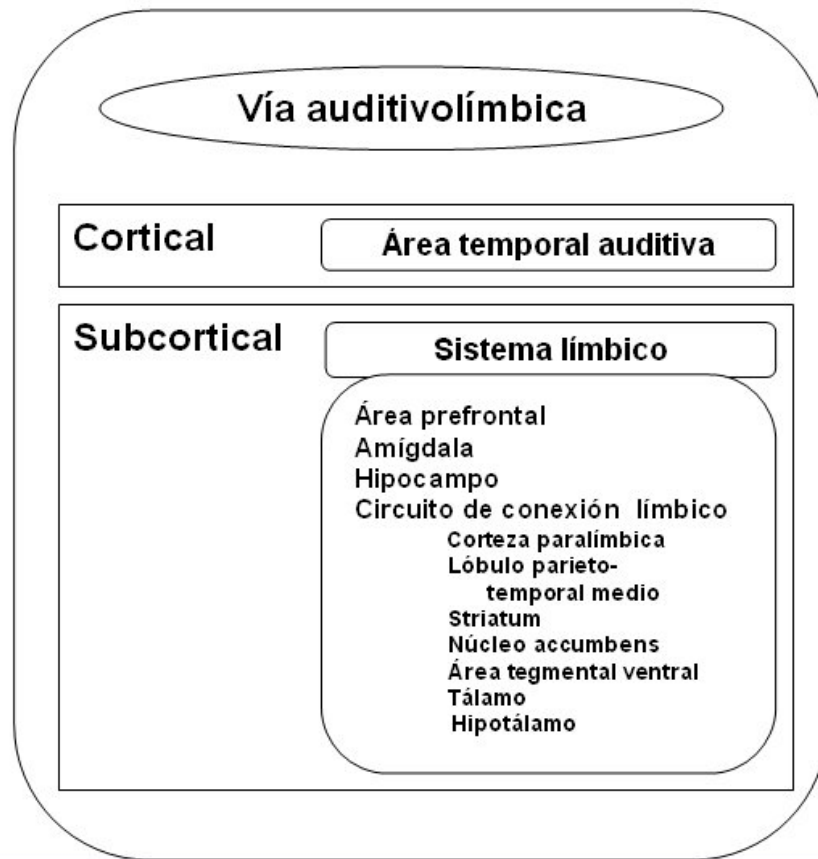 Vía auditivolímbica
Cortical
Área temporal auditiva
Subcortical
Sistema límbico
Área prefrontal
Amígdala
Hipocampo
Circuito de conexión límbico
Corteza paralímbica
Lóbulo parieto-
temporal medio
Striatum
Núcleo accumbens
Área tegmental ventral
Tálamo
Hipotálamo